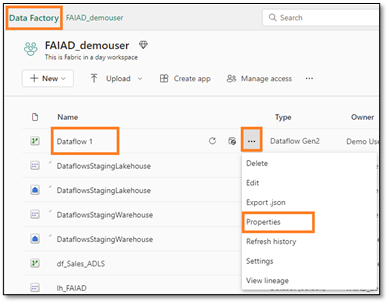 Data Factory FAIAD_demouser Search
FAIAD_demouser
This is Fabric in a day workspace
+ New Upload Create app Manage access ...
Name Type Owner
Dataflow 1 ... Dataflow Gen2 Demo Use
DataflowsStagingLakehouse
Delete
DataflowsStagingLakehouse
Edit
Export .json
DataflowsStagingWarehouse
Properties
DataflowsStagingWarehouse
Refresh history
df_Sales_ADLS
Settings
lh_FAIAD
View lineage